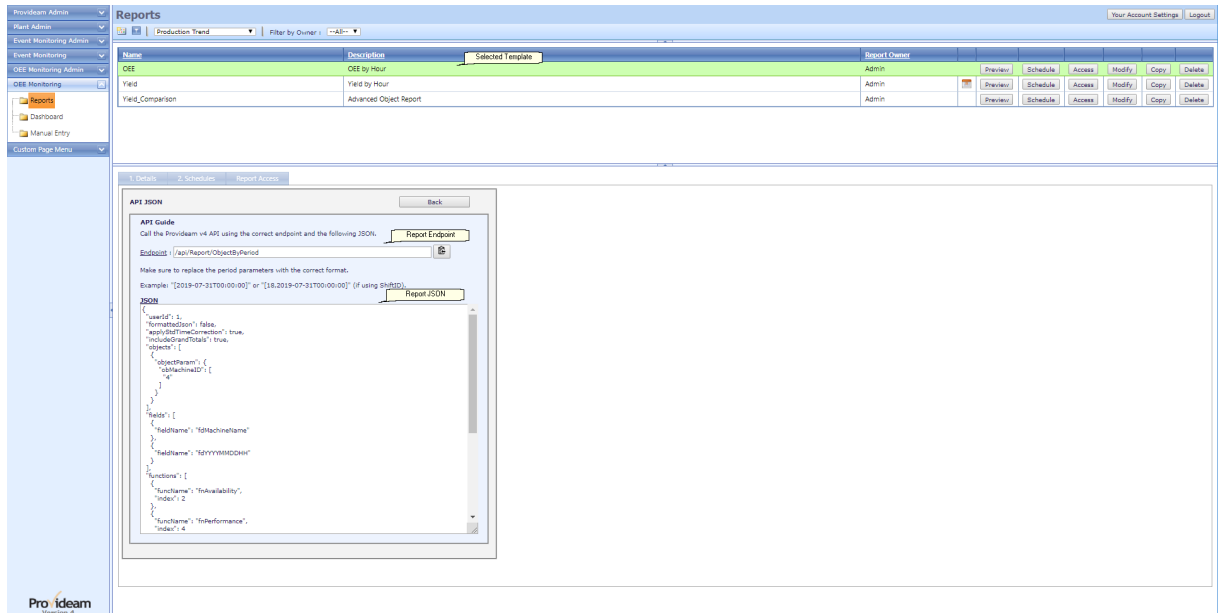 Provideam Admin
Plant Admin
Event Monitoring Admin
Event Monitoring
OEE Monitoring Admin
OEE Monitoring
Reports
Dashboard
Manual Entry
Custom Page Menu
Provideam
Version 4
Reports
Your Account Settings Logout
Production Trend Filter by Owner : --All--
Name Description Report Owner
Selected Template
OEE OEE by Hour Admin Preview Schedule Access Modify Copy Delete
Yield Yield by Hour Admin Preview Schedule Access Modify Copy Delete
Yield_Comparison Advanced Object Report Admin Preview Schedule Access Modify Copy Delete
1. Details 2. Schedules Report Access
API JSON Back
API Guide
Call the Provideam v4 API using the correct endpoint and the following JSON.
Report Endpoint
Endpoint : /api/Report/ObjectByPeriod
Make sure to replace the period parameters with the correct format.
Example: "[2019-07-31T00:00:00]" or "[18.2019-07-31T00:00:00]" (if using ShiftID).
Report JSON
JSON
{
"userId": 1,
"formattedJson": false,
"applyStdTimeCorrection": true,
"includeGrandTotals": true,
"objects": [
{
"objectParam": {
"obMachineID": [
"4"
]
}
}
],
"fields": [
{
"fieldName": "fdMachineName"
},
{
"fieldName": "fdYYYYMMDDHH"
}
],
"functions": [
{
"funcName": "fnAvailability",
"index": 2
},
{
"funcName": "fnPerformance",
"index": 4